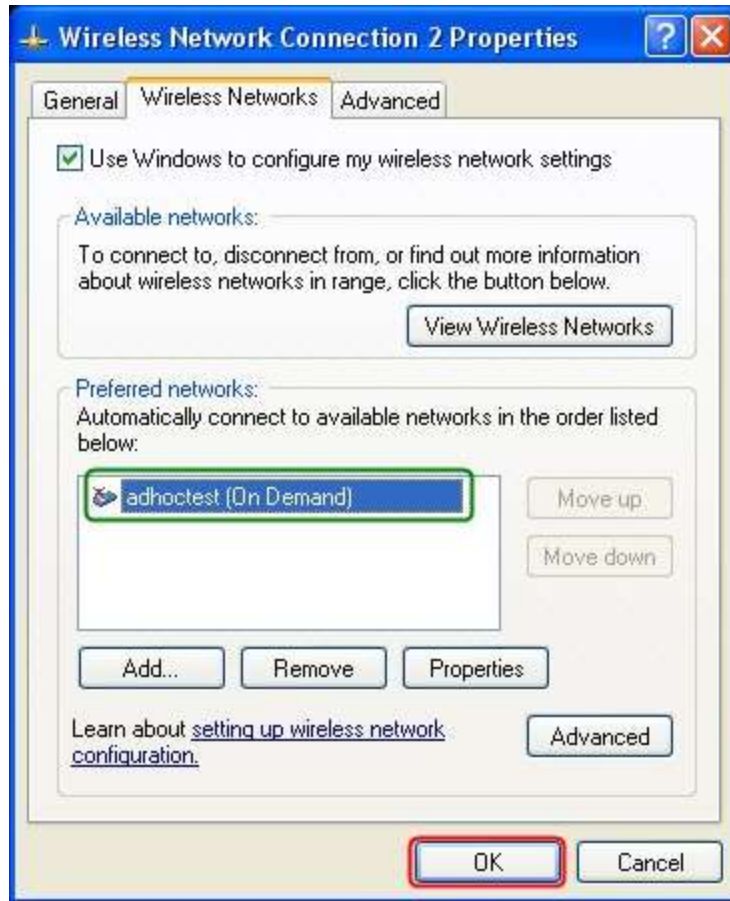 Wireless Network Connection 2 Properties
General Wireless Networks Advanced
Use Windows to configure my wireless network settings
Available networks:
To connect to, disconnect from, or find out more information
about wireless networks in range, click the button below.
View Wireless Networks
Preferred networks:
Automatically connect to available networks in the order listed
below:
adhoctest (On Demand)
Move up
Move down
Add... Remove Properties
Learn about setting up wireless network
configuration.
Advanced
OK Cancel